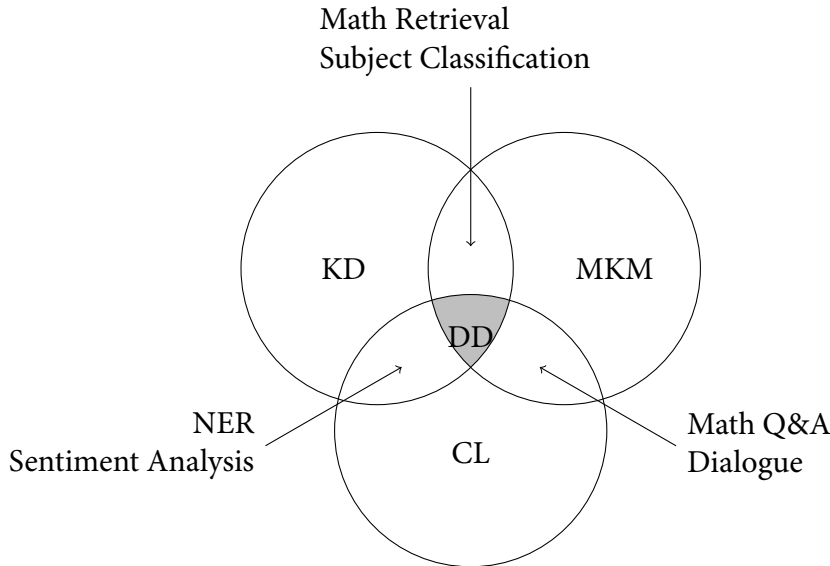 Math Retrieval
Subject Classification
KD
MKM
DD
NER
Sentiment Analysis
CL
Math Q&A
Dialogue